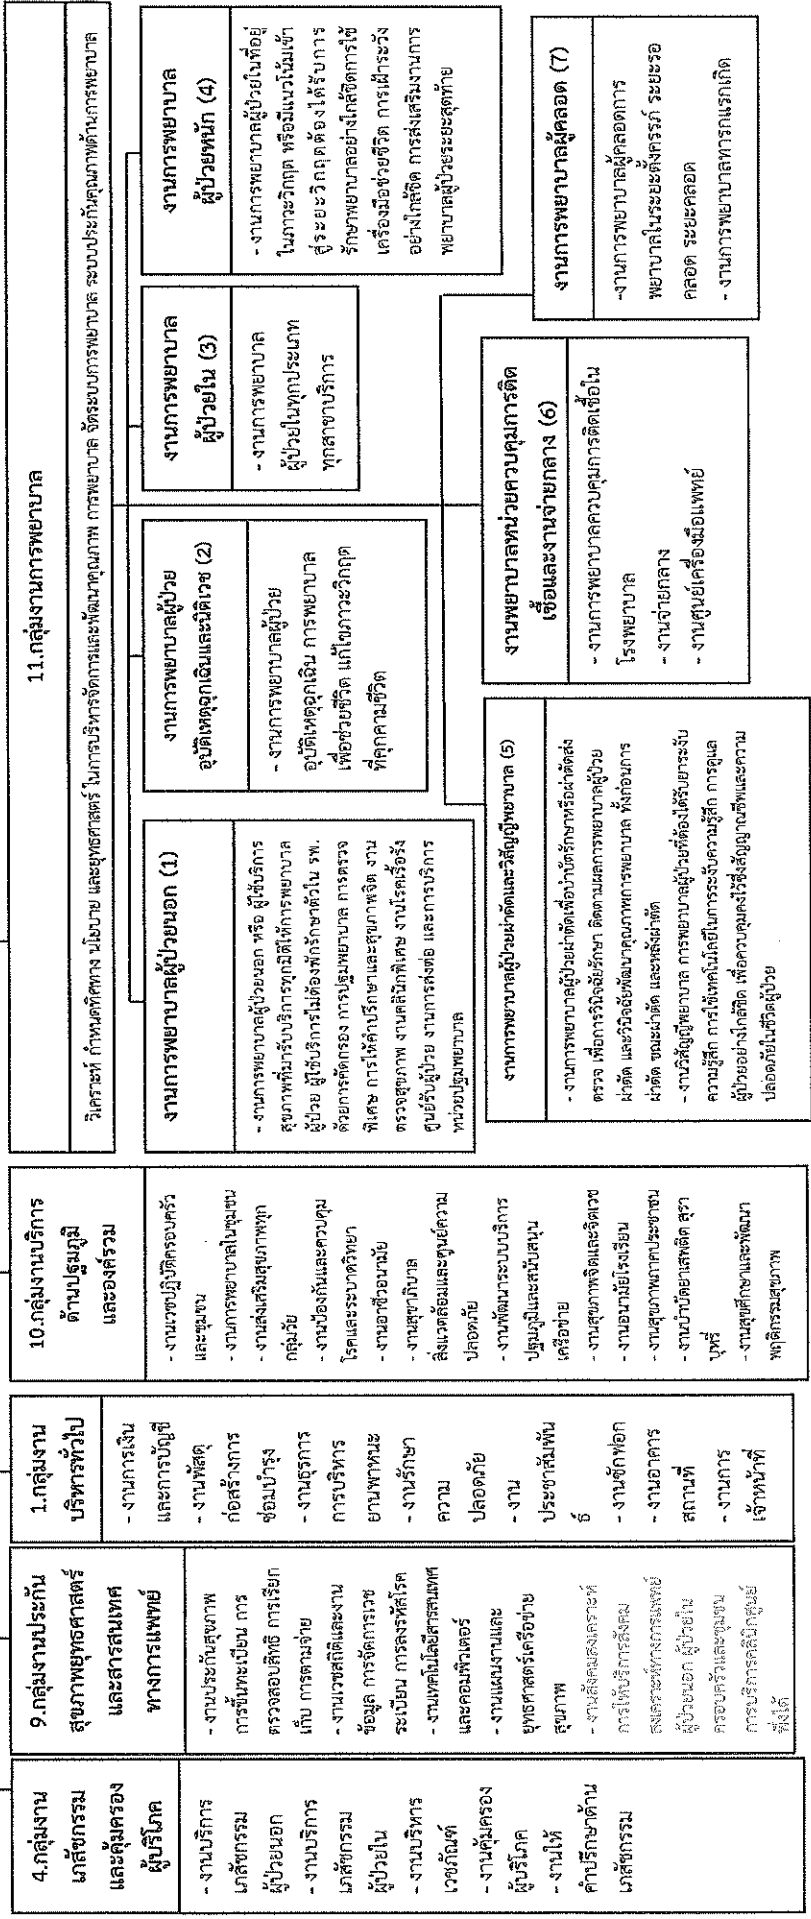 4.กลุ่มงาน
เภสัชกรรม
และคุ้มครอง
ผู้บริโภค
- งานบริการ
เภสัชกรรม
ผู้ป่วยนอก
- งานบริการ
เภสัชกรรม
ผู้ป่วยใน
- งานบริหาร
เวชภัณฑ์
- งานคุ้มครอง
ผู้บริโภค
- งานให้
คำปรึกษาด้าน
เภสัชกรรม
9.กลุ่มงานประกัน
สุขภาพยุทธศาสตร์
และสารสนเทศ
ทางการแพทย์
- งานประกันสุขภาพ
การขึ้นทะเบียน การ
ตรวจสอบสิทธิ การเรียก
เก็บ การตามจ่าย
- งานเวชสถิติและงาน
ข้อมูล การจัดการเวช
ระเบียน การลงรหัสโรค
- งานเทคโนโลยีสารสนเทศ
และคอมพิวเตอร์
- งานแผนงานและ
ยุทธศาสตร์เครือข่าย
สุขภาพ
- งานสังคมสงเคราะห์
การให้บริการสังคม
สงเคราะห์ทางการแพทย์
ผู้ป่วยนอก ผู้ป่วยใน
ครอบครัวและชุมชน
การบริการคลินิกศูนย์
พึ่งได้
1.กลุ่มงาน
บริหารทั่วไป
- งานการเงิน
และการบัญชี
- งานพัสดุ
ก่อสร้างการ
ซ่อมบำรุง
- งานธุรการ
การบริหาร
ยานพาหนะ
- งานรักษา
ความ
ปลอดภัย
- งาน
ประชาสัมพัน
ธ์
- งานซักฟอก
- งานอาคาร
สถานที่
- งานการ
เจ้าหน้าที่
10.กลุ่มงานบริการ
ด้านปฐมภูมิ
และองค์รวม
- งานเวชปฏิบัติครอบครัว
และชุมชน
- งานการพยาบาลในชุมชน
- งานส่งเสริมสุขภาพทุก
กลุ่มวัย
- งานป้องกันและควบคุม
โรคและระบาดวิทยา
- งานอาชีวอนามัย
- งานสุขาภิบาล
สิ่งแวดล้อมและศูนย์ความ
ปลอดภัย
- งานพัฒนาระบบบริการ
ปฐมภูมิและสนับสนุน
เครือข่าย
- งานสุขภาพจิตและจิตเวช
- งานอนามัยโรงเรียน
- งานสุขภาพภาคประชาชน
- งานบำบัดยาเสพติด สุรา
บุหรี่
- งานสุขศึกษาและพัฒนา
พฤติกรรมสุขภาพ
11.กลุ่มงานการพยาบาล
วิเคราะห์ กำหนดทิศทาง นโยบาย และยุทธศาสตร์ ในการบริหารจัดการและพัฒนาคุณภาพ การพยาบาล จัดระบบการพยาบาล ระบบประกันคุณภาพด้านการพยาบาล
งานการพยาบาลผู้ป่วยนอก (1)
- งานการพยาบาลผู้ป่วยนอก หรือ ผู้ใช้บริการ
สุขภาพที่มารับบริการทุกมิติให้การพยาบาล
ผู้ป่วย ผู้ใช้บริการไม่ต้องพักรักษาตัวใน รพ.
ด้วยการคัดกรอง การปฐมพยาบาล การตรวจ
พิเศษ การให้คำปรึกษาและสุขภาพจิต งาน
ตรวจสุขภาพ งานคลินิกพิเศษ งานโรคเรื้อรัง
ศูนย์รับผู้ป่วย งานการส่งต่อ และการบริการ
หน่วยปฐมพยาบาล
งานการพยาบาลผู้ป่วย
อุบัติเหตุฉุกเฉินและนิติเวช (2)
- งานการพยาบาลผู้ป่วย
อุบัติเหตุฉุกเฉิน การพยาบาล
เพื่อช่วยชีวิต แก้ไขภาวะวิกฤต
ที่คุกคามชีวิต
งานการพยาบาล
ผู้ป่วยใน (3)
- งานการพยาบาล
ผู้ป่วยในทุกประเภท
ทุกสาขาบริการ
งานการพยาบาล
ผู้ป่วยหนัก (4)
- งานการพยาบาลผู้ป่วยในที่อยู่
ในภาวะวิกฤต หรือมีแนวโน้มเข้า
สู่ระยะวิกฤตต้องได้รับการ
รักษาพยาบาลอย่างใกล้ชิดการใช้
เครื่องมือช่วยชีวิต การเฝ้าระวัง
อย่างใกล้ชิด การส่งเสริมงานการ
พยาบาลผู้ป่วยระยะสุดท้าย
งานการพยาบาลผู้ป่วยผ่าตัดและวิสัญญีพยาบาล (5)
- งานการพยาบาลผู้ป่วยผ่าตัดเพื่อบำบัดรักษาหรือผ่าตัดส่ง
ตรวจ เพื่อการวินิจฉัยรักษา ติดตามผลการพยาบาลผู้ป่วย
ผ่าตัด และวินิจฉัยพัฒนาคุณภาพการพยาบาล ทั้งก่อนการ
ผ่าตัด ขณะผ่าตัด และหลังผ่าตัด
- งานวิสัญญีพยาบาล การพยาบาลผู้ป่วยที่ต้องได้รับยาระงับ
ความรู้สึก การใช้เทคโนโลยีในการระงับความรู้สึก การดูแล
ผู้ป่วยอย่างใกล้ชิด เพื่อควบคุมคงไว้ซึ่งสัญญาณชีพและความ
ปลอดภัยในชีวิตผู้ป่วย
งานพยาบาลหน่วยควบคุมการติด
เชื้อและงานจ่ายกลาง (6)
- งานการพยาบาลควบคุมการติดเชื้อใน
โรงพยาบาล
- งานจ่ายกลาง
- งานศูนย์เครื่องมือแพทย์
งานการพยาบาลผู้คลอด (7)
-งานการพยาบาลผู้คลอดการ
พยาบาลในระยะตั้งครรภ์ ระยะรอ
คลอด ระยะคลอด
- งานการพยาบาลทารกแรกเกิด